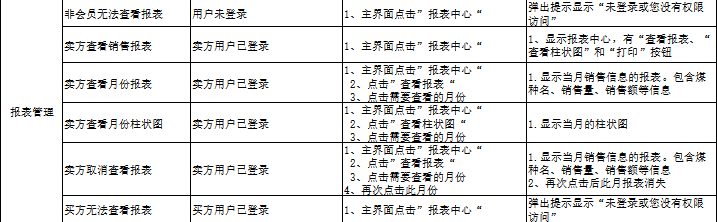 报表管理
非会员无法查看报表
用户未登录
1、主界面点击”报表中心“
弹出提示显示“未登录或您没有权限
访问”
卖方查看销售报表
卖方用户已登录
1、主界面点击”报表中心“
1、显示报表中心，有“查看报表、“
查看柱状图”和“打印”按钮
卖方查看月份报表
卖方用户已登录
1、主界面点击”报表中心“
2、点击”查看报表“
3、点击需要查看的月份
1.显示当月销售信息的报表。包含煤
种名、销售量、销售额等信息
卖方查看月份柱状图
卖方用户已登录
1、主界面点击”报表中心“
2、点击”查看柱状图“
3、点击需要查看的月份
1.显示当月的柱状图
卖方取消查看报表
卖方用户已登录
1、主界面点击”报表中心“
2、点击”查看报表“
3、点击需要查看的月份
4、再次点击此月份
1.显示当月销售信息的报表。包含煤
种名、销售量、销售额等信息
2、再次点击后此月报表消失
买方无法查看报表
买方用户已登录
1、主界面点击”报表中心“
弹出提示显示“未登录或您没有权限
访问”